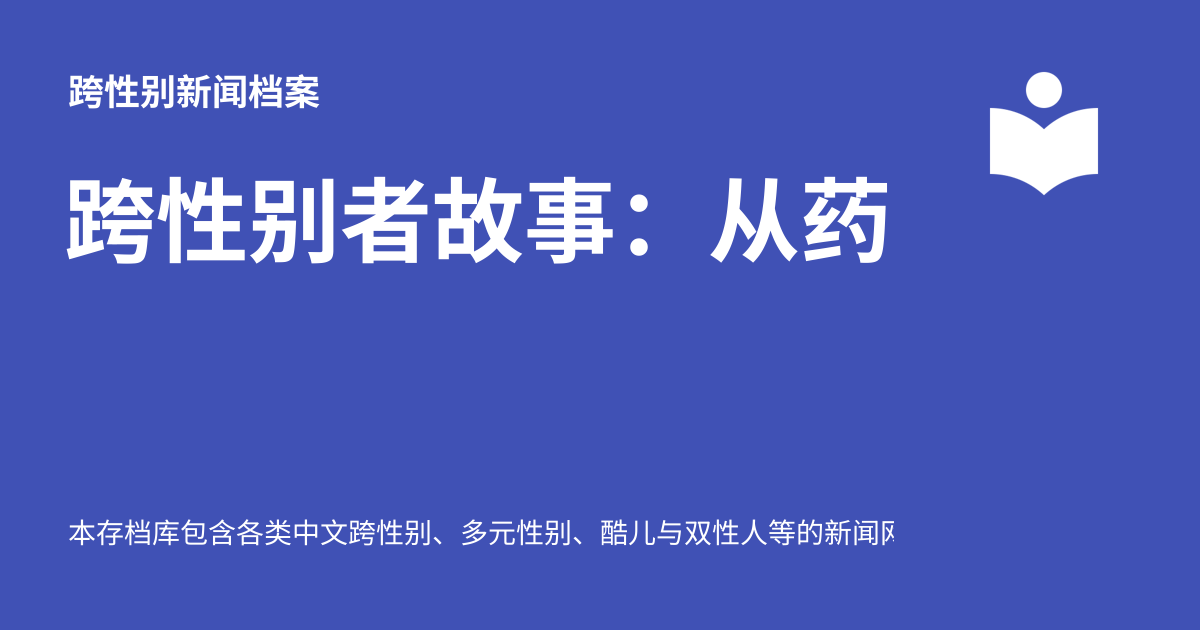 跨性别新闻档案
跨性别者故事：从药
本存档库包含各类中文跨性别、多元性别、酷儿与双性人等的新闻网